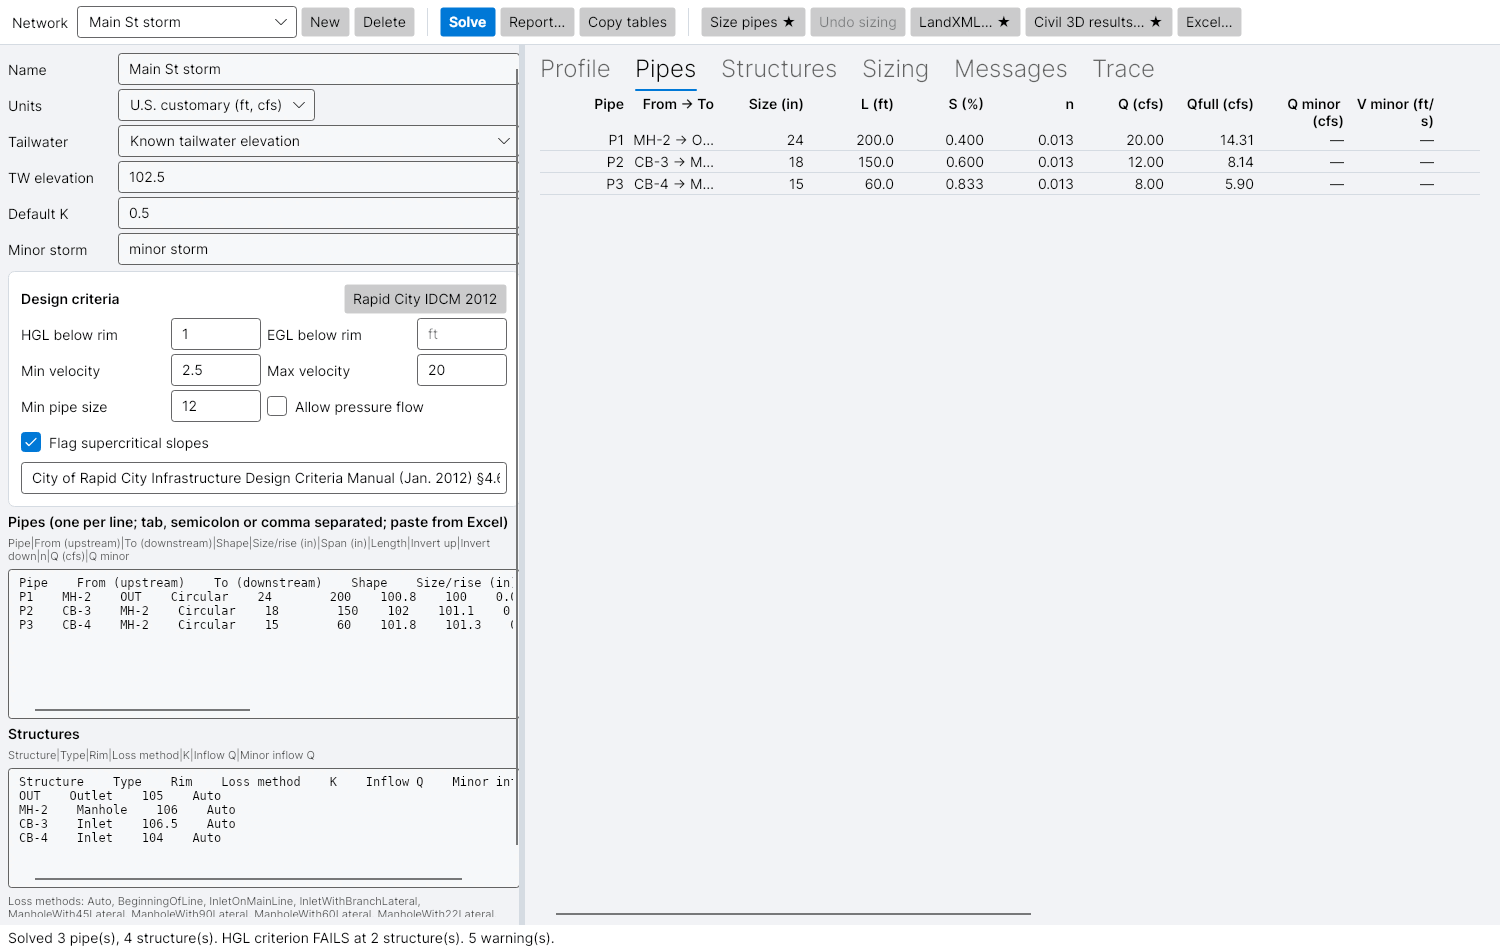 Network Main St storm New Delete Solve Report... Copy tables Size pipes ★ Undo sizing LandXML... ★ Civil 3D results... ★ Excel...
Name Main St storm
Units U.S. customary (ft, cfs)
Tailwater Known tailwater elevation
TW elevation 102.5
Default K 0.5
Minor storm minor storm
Design criteria Rapid City IDCM 2012
HGL below rim 1 EGL below rim ft
Min velocity 2.5 Max velocity 20
Min pipe size 12 Allow pressure flow
Flag supercritical slopes
City of Rapid City Infrastructure Design Criteria Manual (Jan. 2012) §4.6
Pipes (one per line; tab, semicolon or comma separated; paste from Excel)
Pipe|From (upstream)|To (downstream)|Shape|Size/rise (in)|Span (in)|Length|Invert up|Invert
down|n|Q (cfs)|Q minor
Pipe From (upstream) To (downstream) Shape Size/rise (in)
P1 MH-2 OUT Circular 24 200 100.8 100 0.0
P2 CB-3 MH-2 Circular 18 150 102 101.1 0
P3 CB-4 MH-2 Circular 15 60 101.8 101.3
Structures
Structure|Type|Rim|Loss method|K|Inflow Q|Minor inflow Q
Structure Type Rim Loss method K Inflow Q Minor inf
OUT Outlet 105 Auto
MH-2 Manhole 106 Auto
CB-3 Inlet 106.5 Auto
CB-4 Inlet 104 Auto
Loss methods: Auto, BeginningOfLine, InletOnMainLine, InletWithBranchLateral,
ManholeWith45Lateral, ManholeWith90Lateral, ManholeWith60Lateral, ManholeWith22Lateral
Profile Pipes Structures Sizing Messages Trace
Pipe From → To Size (in) L (ft) S (%) n Q (cfs) Qfull (cfs) Q minor V minor (ft/
(cfs) s)
P1 MH-2 → O... 24 200.0 0.400 0.013 20.00 14.31 — —
P2 CB-3 → M... 18 150.0 0.600 0.013 12.00 8.14 — —
P3 CB-4 → M... 15 60.0 0.833 0.013 8.00 5.90 — —
Solved 3 pipe(s), 4 structure(s). HGL criterion FAILS at 2 structure(s). 5 warning(s).